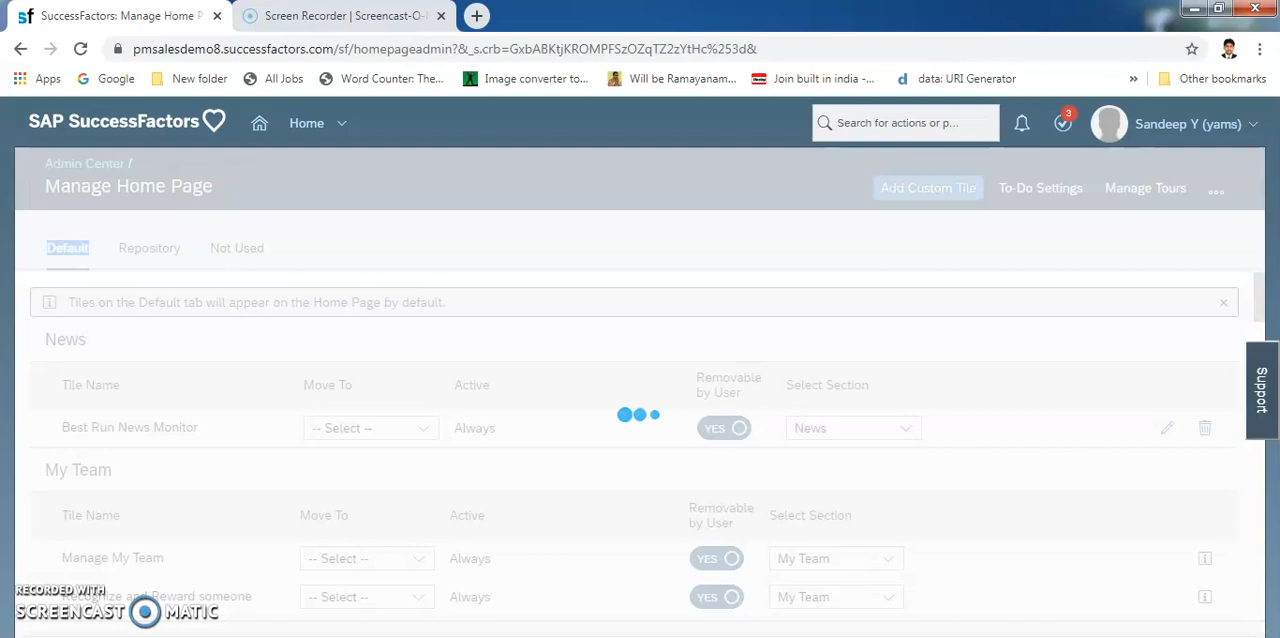 sf SuccessFactors: Manage Home P
Screen Recorder | Screencast-O-
pmsalesdemo8.successfactors.com/sf/homepageadmin?&_s.crb=GxbABKtjKROMPFSzOZqTZ2zYtHc%253d&
Apps Google New folder All Jobs Word Counter: The... Image converter to... Will be Ramayanam... Join built in india -... d data: URI Generator » Other bookmarks
SAP SuccessFactors Home Search for actions or p... 3 Sandeep Y (yams)
Admin Center /
Manage Home Page Add Custom Tile To-Do Settings Manage Tours ...
Default Repository Not Used
Tiles on the Default tab will appear on the Home Page by default.
News
Tile Name Move To Active Removable by User Select Section
Best Run News Monitor -- Select -- Always YES News
My Team
Tile Name Move To Active Removable by User Select Section
Manage My Team -- Select -- Always YES My Team
Recognize and Reward someone -- Select -- Always YES My Team
Support
RECORDED WITH
SCREENCAST MATIC